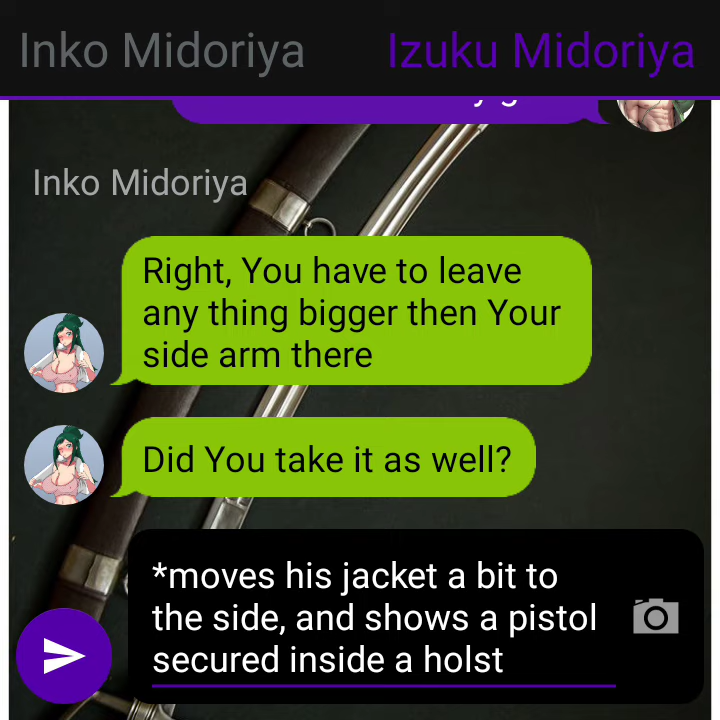 Inko Midoriya
Izuku Midoriya
Inko Midoriya
Right, You have to leave
any thing bigger then Your
side arm there
Did You take it as well?
*moves his jacket a bit to
the side, and shows a pistol
secured inside a holst